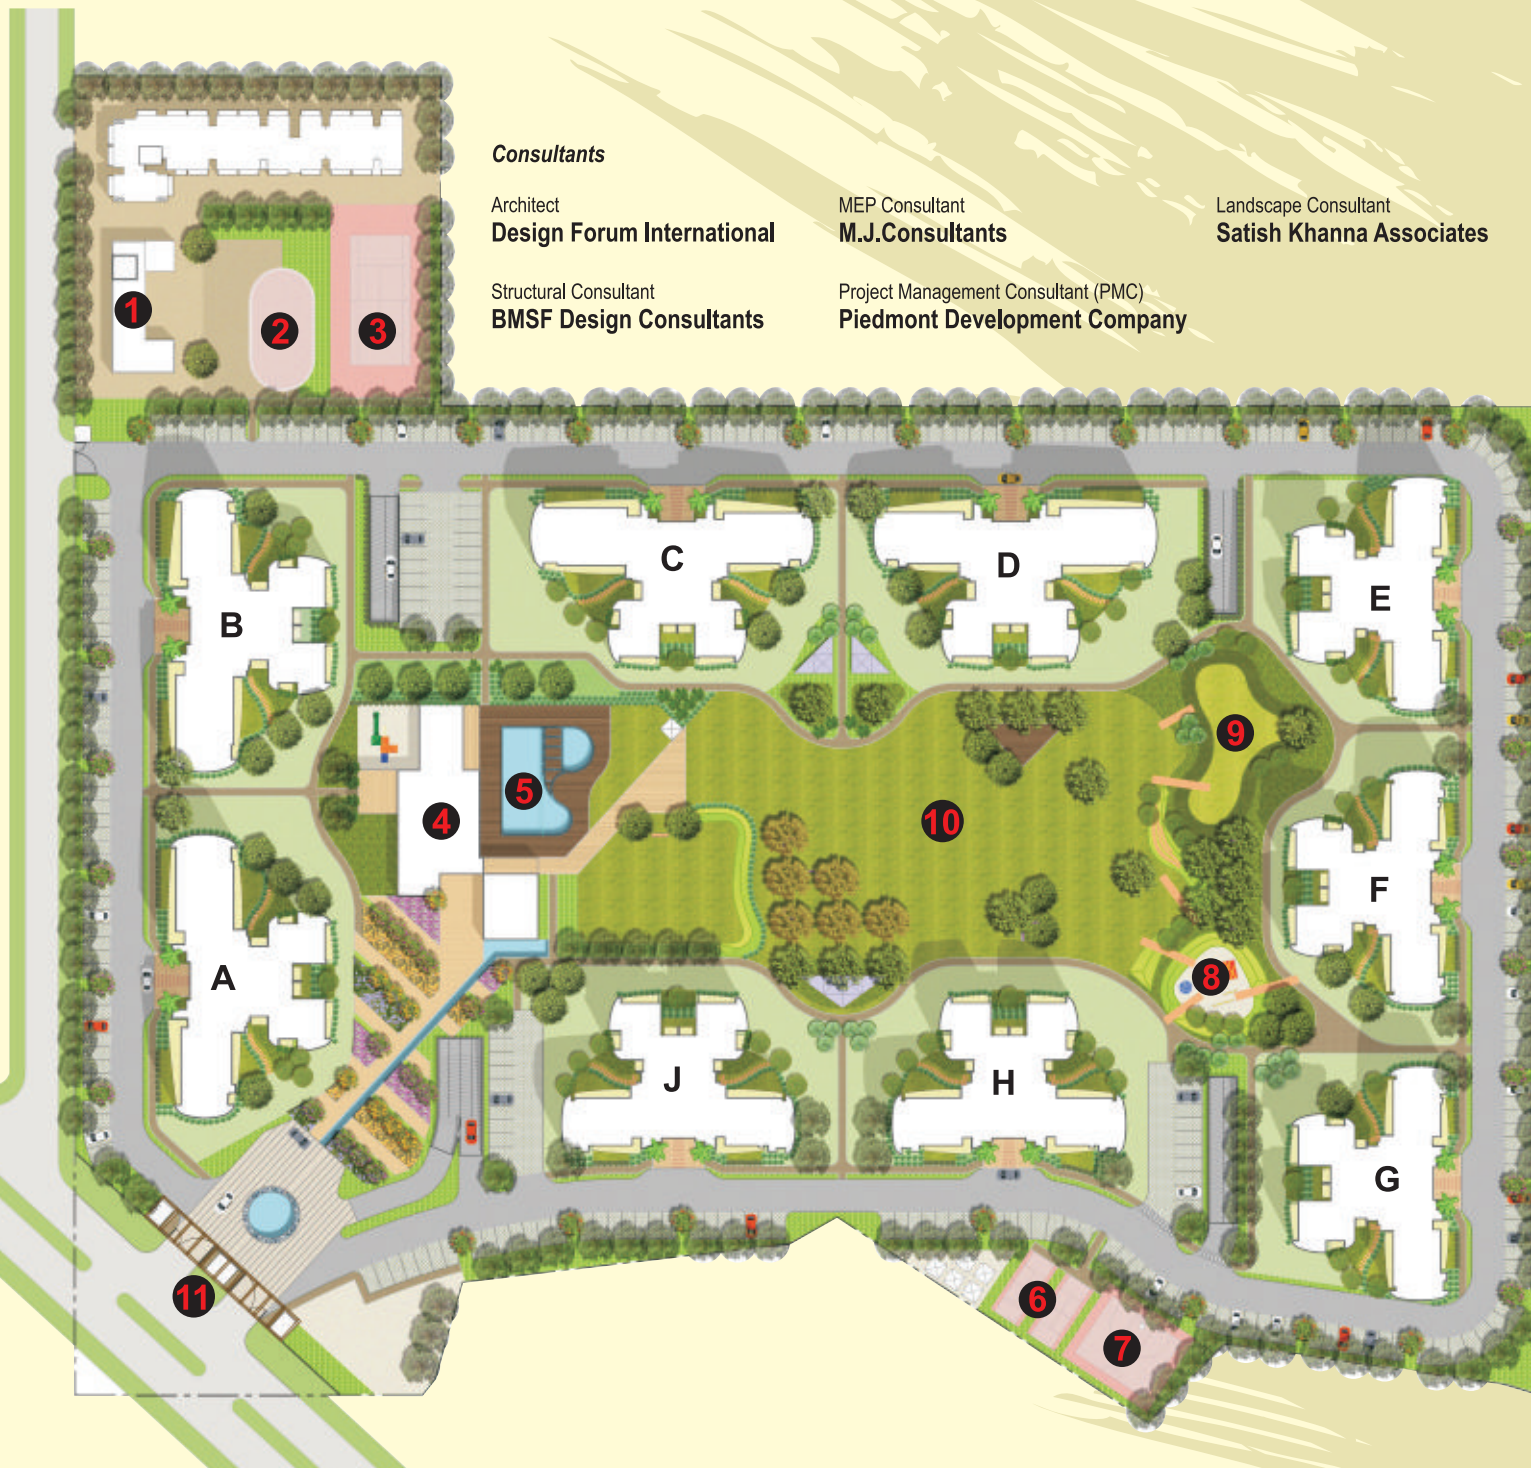 Consultants
Architect
Design Forum International
MEP Consultant
M.J.Consultants
Landscape Consultant
Satish Khanna Associates
Structural Consultant
BMSF Design Consultants
Project Management Consultant (PMC)
Piedmont Development Company
1
2
3
C
D
E
B
9
5
4
10
F
A
8
J
H
G
11
6
7